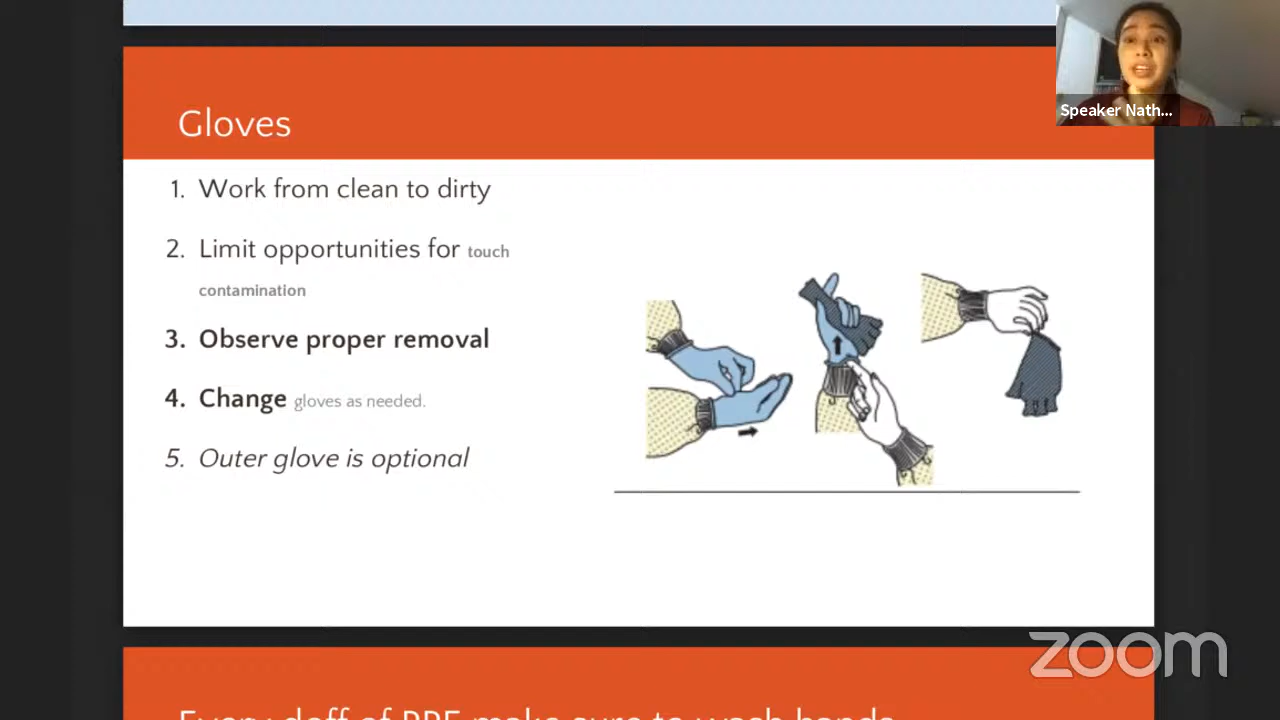 Gloves
Speaker Nath...
1. Work from clean to dirty
2. Limit opportunities for touch
contamination
3. Observe proper removal
4. Change gloves as needed.
5. Outer glove is optional
zoom
Every doff of PPE make sure to wash hands